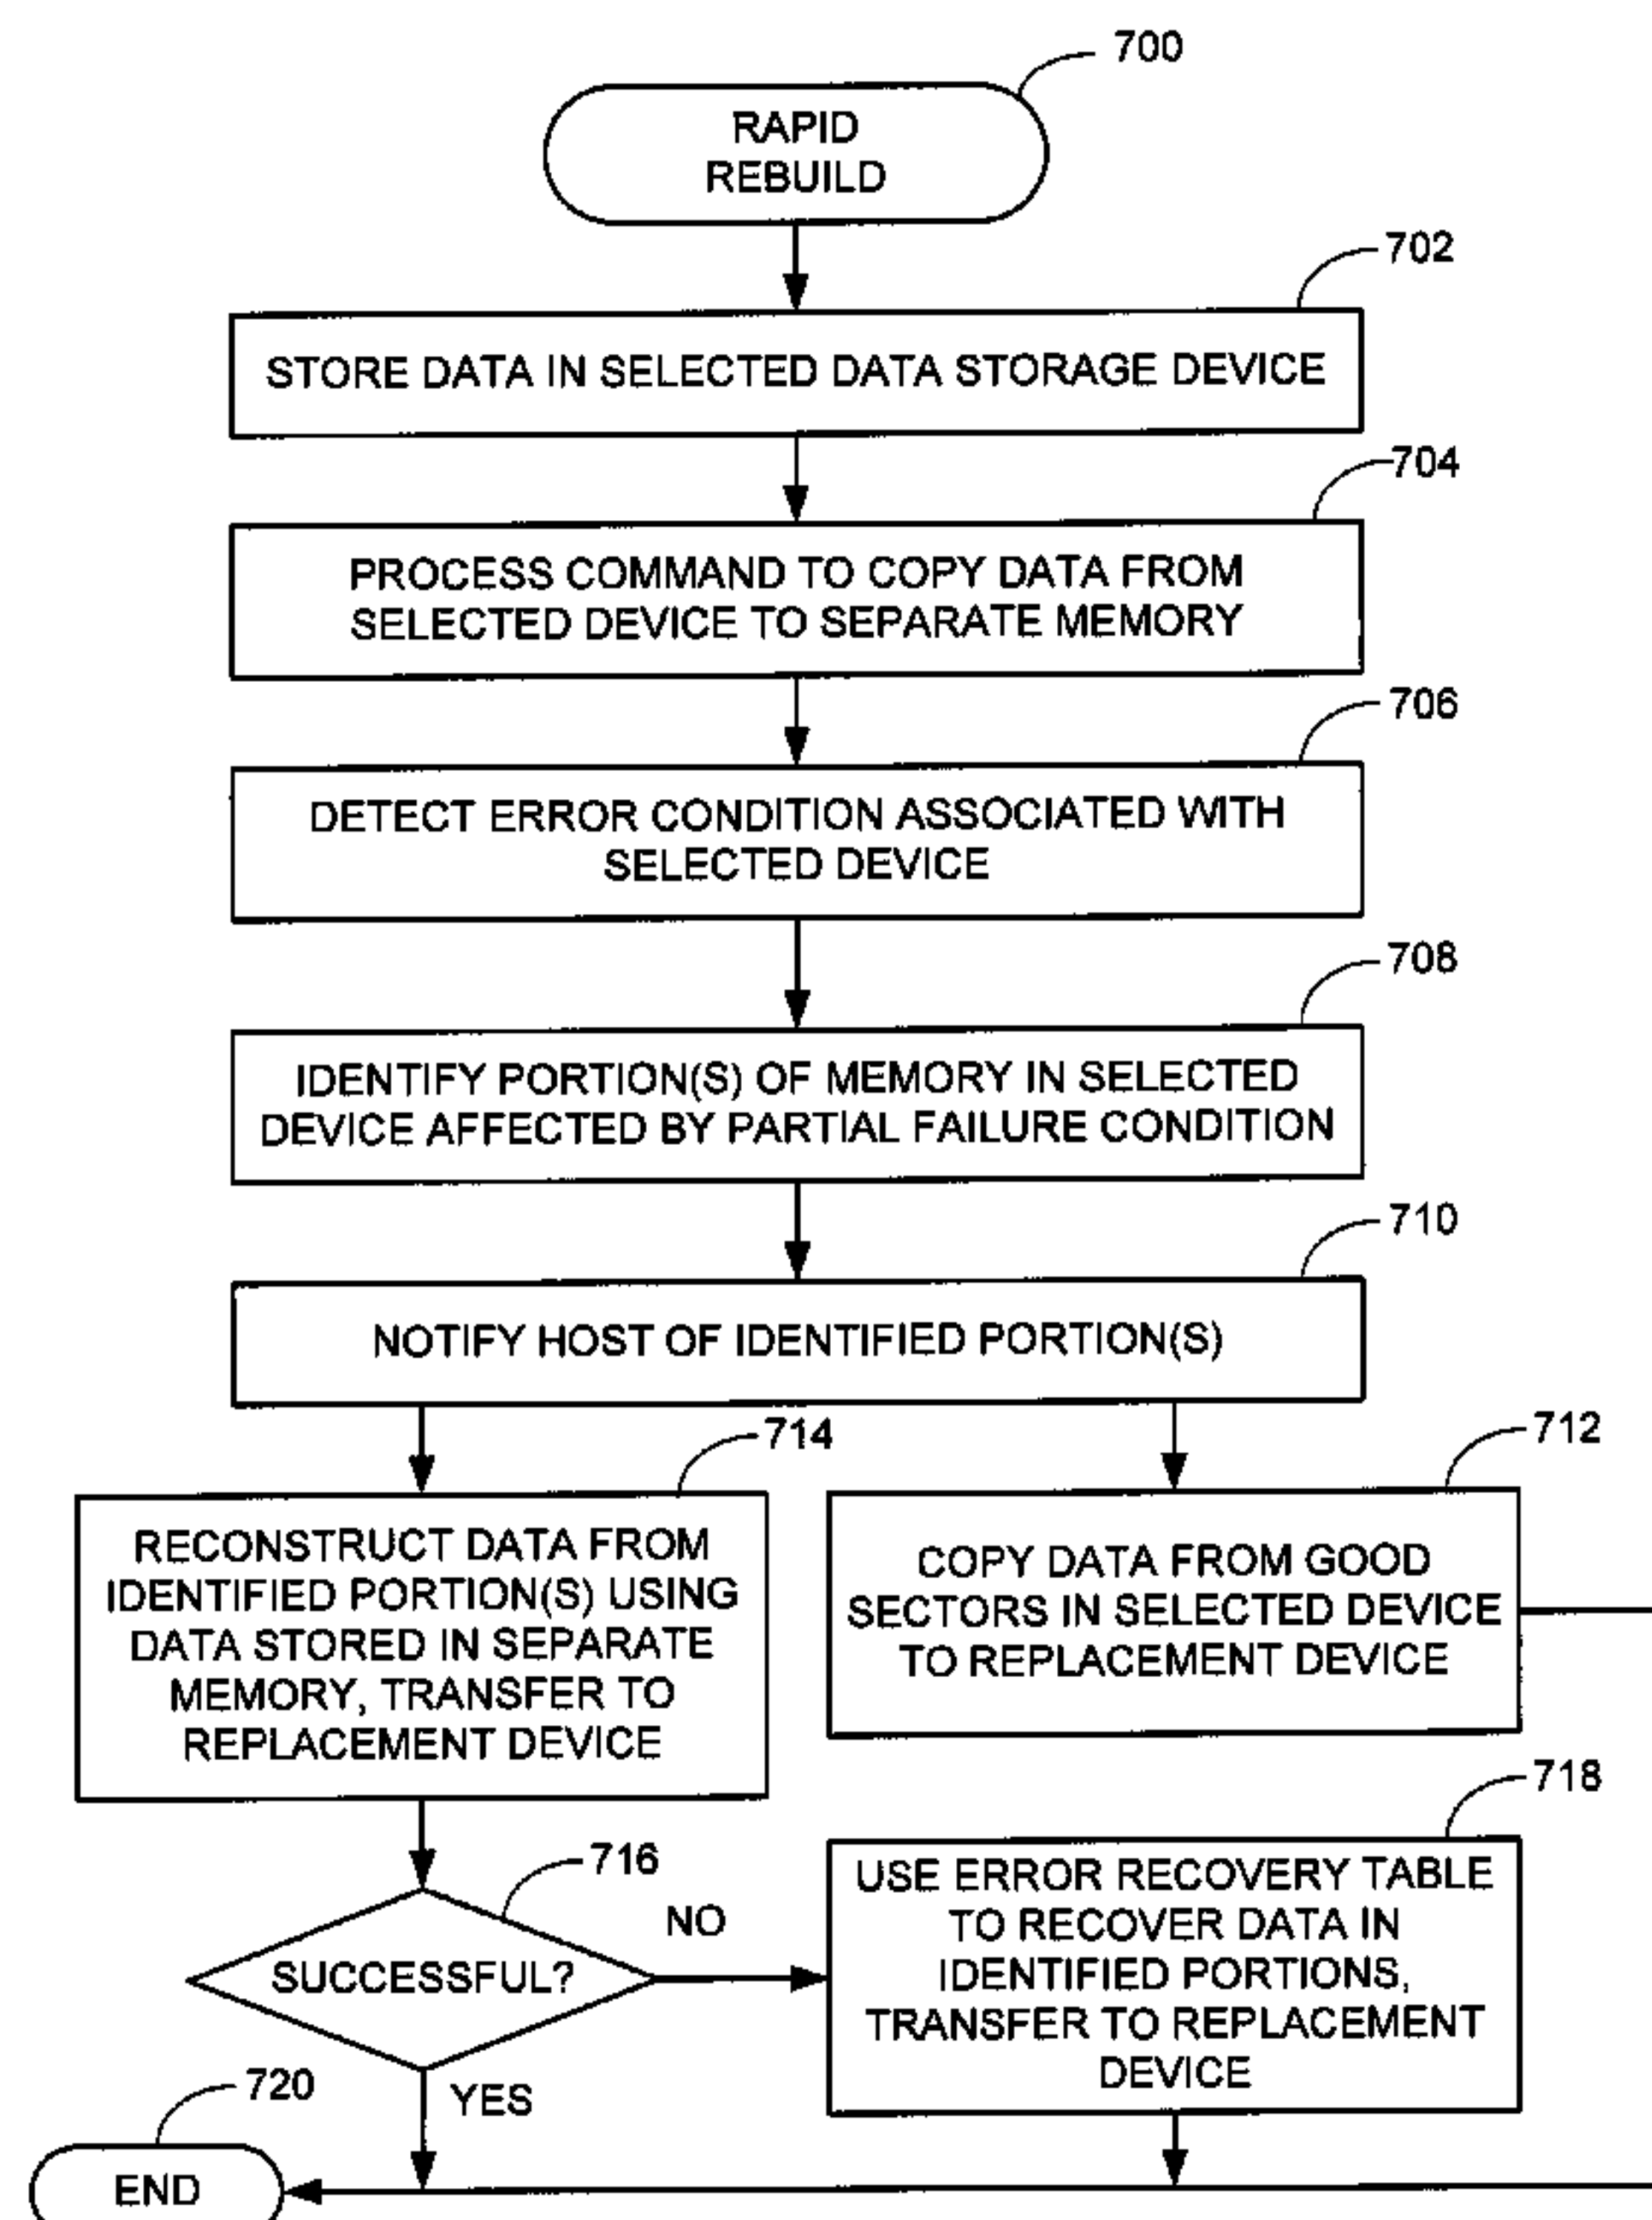 700
RAPID
REBUILD
702
STORE DATA IN SELECTED DATA STORAGE DEVICE
704
PROCESS COMMAND TO COPY DATA FROM
SELECTED DEVICE TO SEPARATE MEMORY
706
DETECT ERROR CONDITION ASSOCIATED WITH
SELECTED DEVICE
708
IDENTIFY PORTION(S) OF MEMORY IN SELECTED
DEVICE AFFECTED BY PARTIAL FAILURE CONDITION
710
NOTIFY HOST OF IDENTIFIED PORTION(S)
714
RECONSTRUCT DATA FROM
IDENTIFIED PORTION(S) USING
DATA STORED IN SEPARATE
MEMORY, TRANSFER TO
REPLACEMENT DEVICE
712
COPY DATA FROM GOOD
SECTORS IN SELECTED DEVICE
TO REPLACEMENT DEVICE
716
SUCCESSFUL?
NO
718
USE ERROR RECOVERY TABLE
TO RECOVER DATA IN
IDENTIFIED PORTIONS,
TRANSFER TO REPLACEMENT
DEVICE
YES
720
END